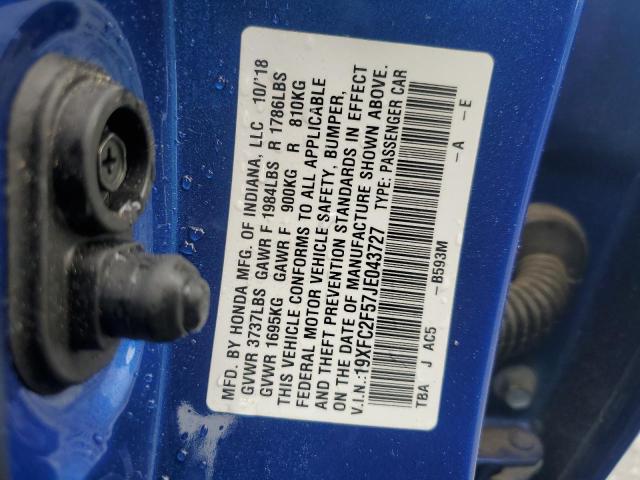 MFD. BY HONDA MFG. OF INDIANA, LLC 10/'18
GVWR 3737LBS GAWR F 1984LBS R 1786LBS
GVWR 1695KG GAWR F 900KG R 810KG
THIS VEHICLE CONFORMS TO ALL APPLICABLE
FEDERAL MOTOR VEHICLE SAFETY, BUMPER,
AND THEFT PREVENTION STANDARDS IN EFFECT
ON THE DATE OF MANUFACTURE SHOWN ABOVE.
V.I.N.:19XFC2F57JE043727 TYPE: PASSENGER CAR
TBA J AC5 -B593M -A -E